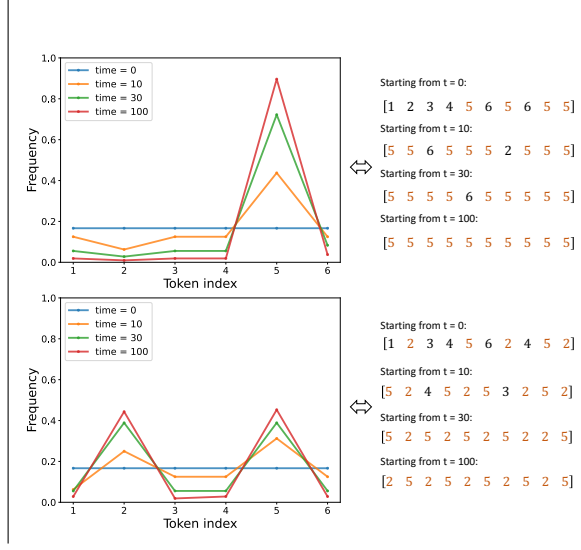 1.0
0.8
0.6
0.4
0.2
0.0
Frequency
time = 0
time = 10
time = 30
time = 100
1 2 3 4 5 6
Token index
Starting from t = 0:
[1 2 3 4 5 6 5 6 5 5]
Starting from t = 10:
[5 5 6 5 5 5 2 5 5 5]
Starting from t = 30:
[5 5 5 5 6 5 5 5 5 5]
Starting from t = 100:
[5 5 5 5 5 5 5 5 5 5]
1.0
0.8
0.6
0.4
0.2
0.0
Frequency
time = 0
time = 10
time = 30
time = 100
1 2 3 4 5 6
Token index
Starting from t = 0:
[1 2 3 4 5 6 2 4 5 2]
Starting from t = 10:
[5 2 4 5 2 5 3 2 5 2]
Starting from t = 30:
[5 2 5 2 5 2 5 2 2 5]
Starting from t = 100:
[2 5 2 5 2 5 2 5 2 5]